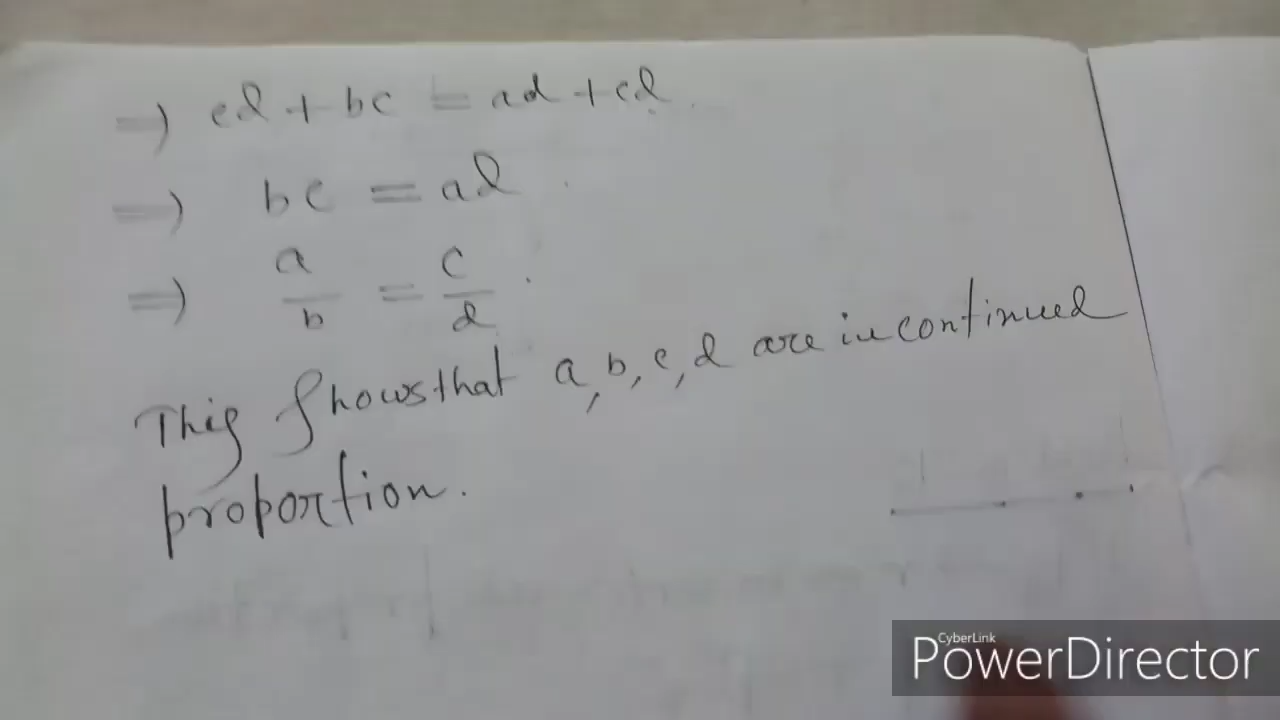 ⇒ cd + bc = ad + cd.
⇒ bc = ad.
⇒ a/b = c/d.
This shows that a, b, c, d are in continued
proportion.
CyberLink
PowerDirector